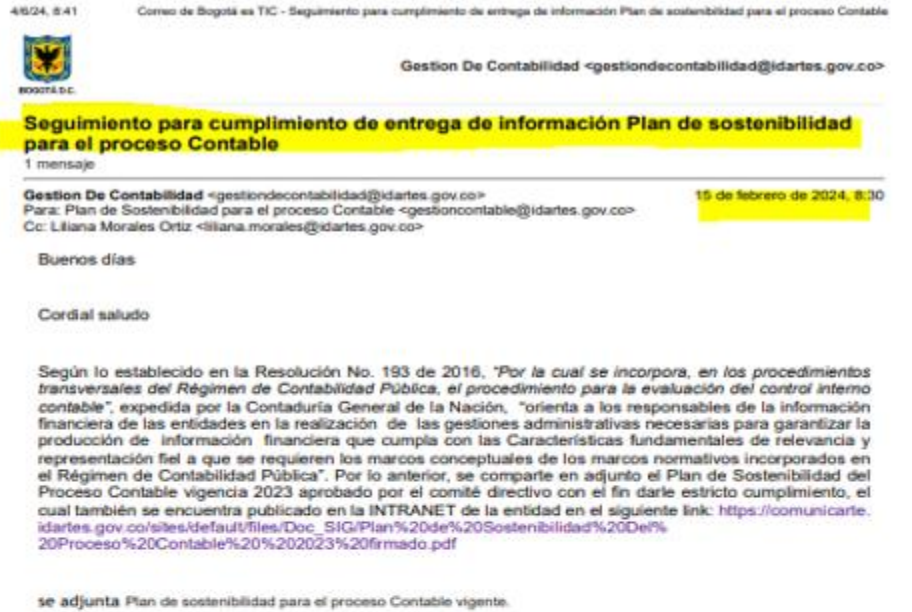 4/6/24, 8:41 Correo de Bogotá es TIC - Seguimiento para cumplimiento de entrega de información Plan de sostenibilidad para el proceso Contable
BOGOTÁ D.C.
Gestion De Contabilidad <gestiondecontabilidad@idartes.gov.co>
Seguimiento para cumplimiento de entrega de información Plan de sostenibilidad
para el proceso Contable
1 mensaje
Gestion De Contabilidad <gestiondecontabilidad@idartes.gov.co> 15 de febrero de 2024, 8:30
Para: Plan de Sostenibilidad para el proceso Contable <gestioncontable@idartes.gov.co>
Cc: Liliana Morales Ortiz <liliana.morales@idartes.gov.co>
Buenos días
Cordial saludo
Según lo establecido en la Resolución No. 193 de 2016, "Por la cual se incorpora, en los procedimientos
transversales del Régimen de Contabilidad Pública, el procedimiento para la evaluación del control interno
contable", expedida por la Contaduría General de la Nación, "orienta a los responsables de la información
financiera de las entidades en la realización de las gestiones administrativas necesarias para garantizar la
producción de información financiera que cumpla con las Características fundamentales de relevancia y
representación fiel a que se requieren los marcos conceptuales de los marcos normativos incorporados en
el Régimen de Contabilidad Pública". Por lo anterior, se comparte en adjunto el Plan de Sostenibilidad del
Proceso Contable vigencia 2023 aprobado por el comité directivo con el fin darle estricto cumplimiento, el
cual también se encuentra publicado en la INTRANET de la entidad en el siguiente link: https://comunicarte.
idartes.gov.co/sites/default/files/Doc_SIG/Plan%20de%20Sostenibilidad%20Del%
20Proceso%20Contable%20%202023%20firmado.pdf
se adjunta Plan de sostenibilidad para el proceso Contable vigente.